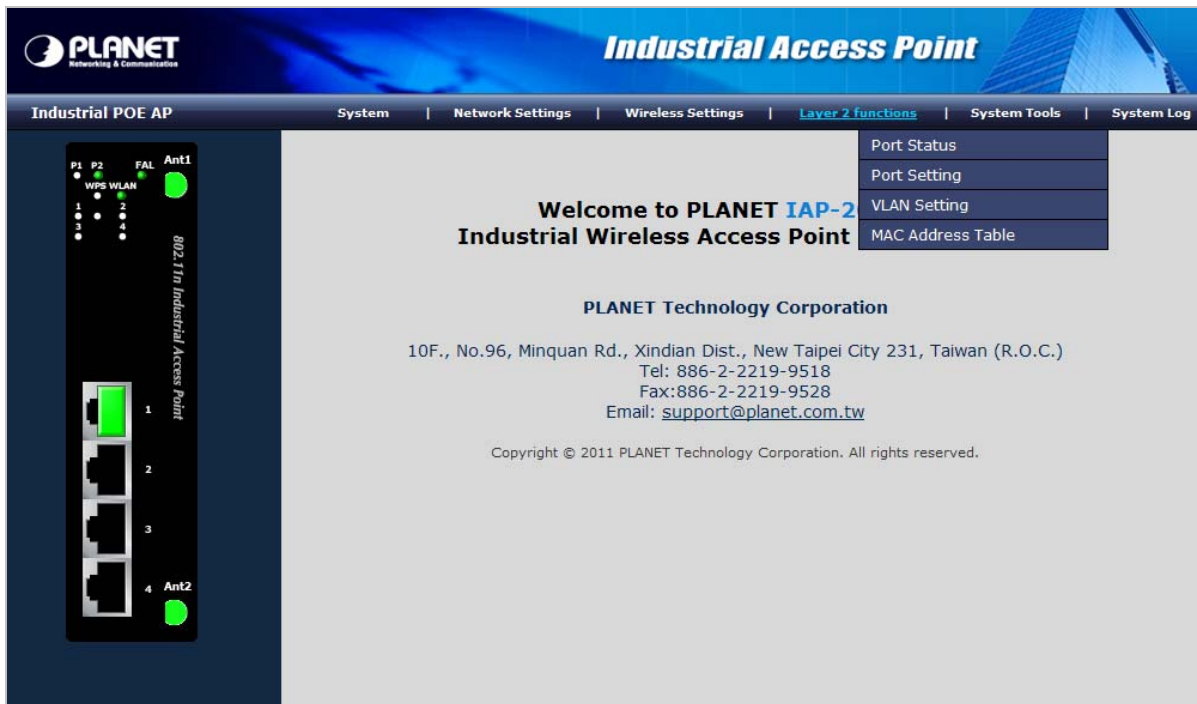 PLANET
Networking & Communication
Industrial Access Point
Industrial POE AP
System | Network Settings | Wireless Settings | Layer 2 functions | System Tools | System Log
Port Status
Port Setting
VLAN Setting
MAC Address Table
P1 P2 FAL Ant1
WPS WLAN
1 2
3 4
802.11n Industrial Access Point
1
2
3
4 Ant2
Welcome to PLANET
Industrial Wireless Access Point
PLANET Technology Corporation
10F., No.96, Minquan Rd., Xindian Dist., New Taipei City 231, Taiwan (R.O.C.)
Tel: 886-2-2219-9518
Fax:886-2-2219-9528
Email: support@planet.com.tw
Copyright © 2011 PLANET Technology Corporation. All rights reserved.